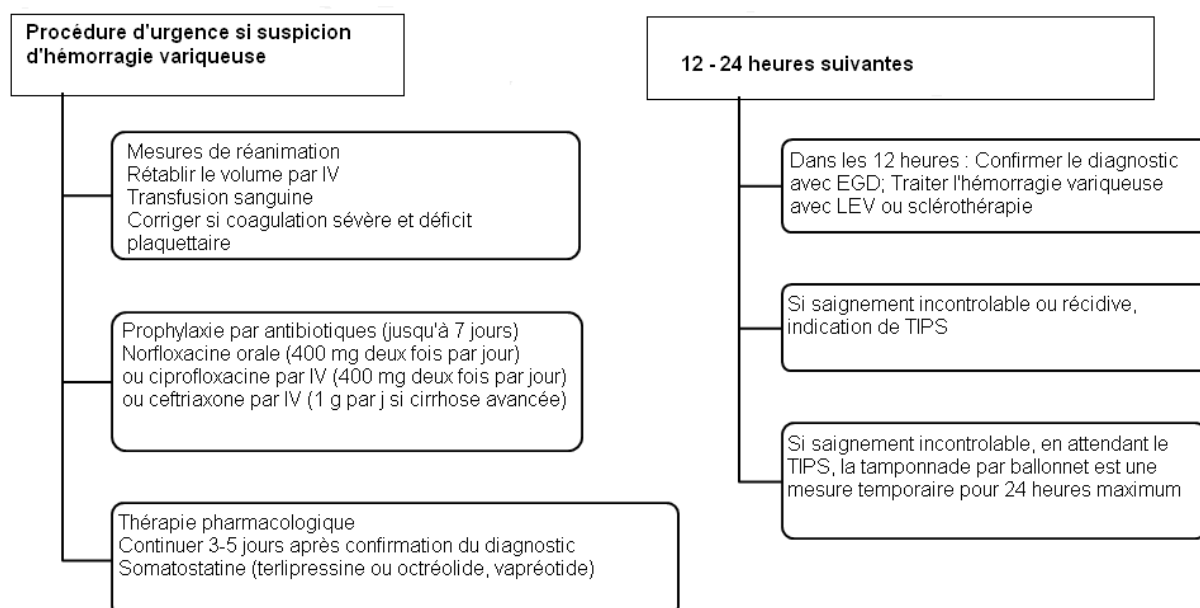 Procédure d'urgence si suspicion
d'hémorragie variqueuse
Mesures de réanimation
Rétablir le volume par IV
Transfusion sanguine
Corriger si coagulation sévère et déficit
plaquettaire
Prophylaxie par antibiotiques (jusqu'à 7 jours)
Norfloxacine orale (400 mg deux fois par jour)
ou ciprofloxacine par IV (400 mg deux fois par jour)
ou ceftriaxone par IV (1 g par j si cirrhose avancée)
Thérapie pharmacologique
Continuer 3-5 jours après confirmation du diagnostic
Somatostatine (terlipressine ou octréolide, vapréotide)
12 - 24 heures suivantes
Dans les 12 heures : Confirmer le diagnostic
avec EGD; Traiter l'hémorragie variqueuse
avec LEV ou sclérothérapie
Si saignement incontrolable ou récidive,
indication de TIPS
Si saignement incontrolable, en attendant le
TIPS, la tamponnade par ballonnet est une
mesure temporaire pour 24 heures maximum